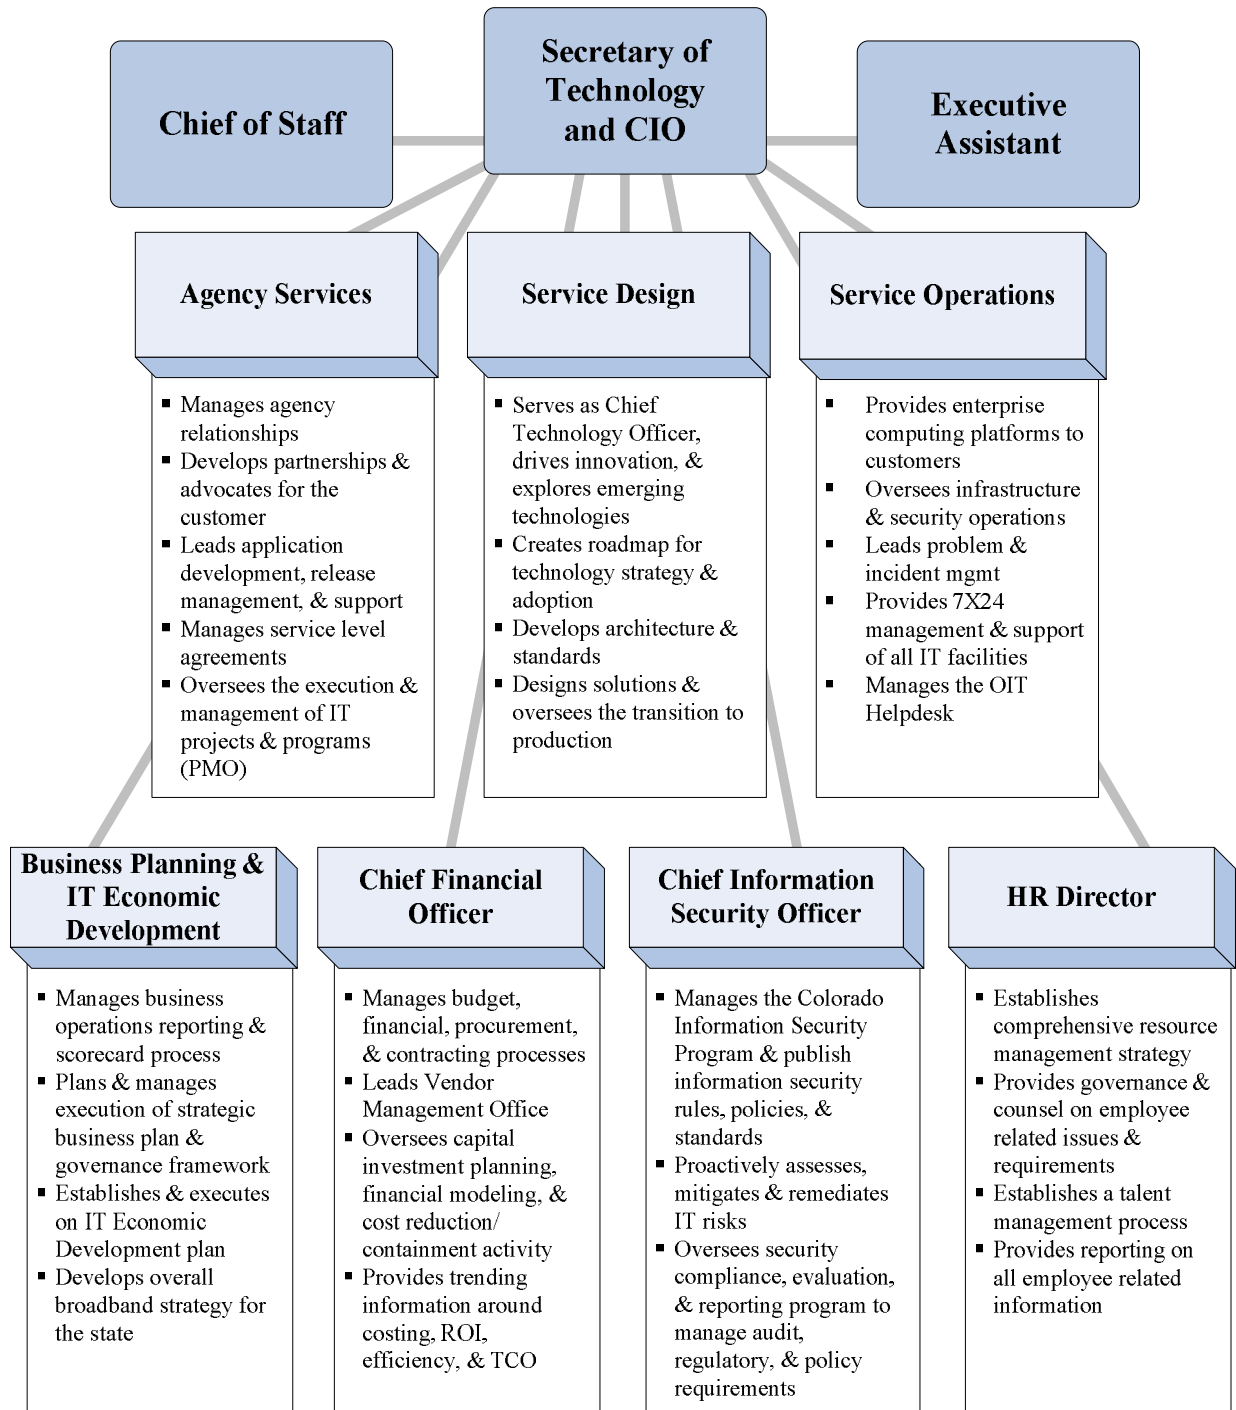 Chief of Staff
Secretary of
Technology
and CIO
Executive
Assistant
Agency Services
▪ Manages agency
relationships
▪ Develops partnerships &
advocates for the
customer
▪ Leads application
development, release
management, & support
▪ Manages service level
agreements
▪ Oversees the execution &
management of IT
projects & programs
(PMO)
Service Design
▪ Serves as Chief
Technology Officer,
drives innovation, &
explores emerging
technologies
▪ Creates roadmap for
technology strategy &
adoption
▪ Develops architecture &
standards
▪ Designs solutions &
oversees the transition to
production
Service Operations
▪ Provides enterprise
computing platforms to
customers
▪ Oversees infrastructure
& security operations
▪ Leads problem &
incident mgmt
▪ Provides 7X24
management & support
of all IT facilities
▪ Manages the OIT
Helpdesk
Business Planning &
IT Economic
Development
▪ Manages business
operations reporting &
scorecard process
▪ Plans & manages
execution of strategic
business plan &
governance framework
▪ Establishes & executes
on IT Economic
Development plan
▪ Develops overall
broadband strategy for
the state
Chief Financial
Officer
▪ Manages budget,
financial, procurement,
& contracting processes
▪ Leads Vendor
Management Office
▪ Oversees capital
investment planning,
financial modeling, &
cost reduction/
containment activity
▪ Provides trending
information around
costing, ROI,
efficiency, & TCO
Chief Information
Security Officer
▪ Manages the Colorado
Information Security
Program & publish
information security
rules, policies, &
standards
▪ Proactively assesses,
mitigates & remediates
IT risks
▪ Oversees security
compliance, evaluation,
& reporting program to
manage audit,
regulatory, & policy
requirements
HR Director
▪ Establishes
comprehensive resource
management strategy
▪ Provides governance &
counsel on employee
related issues &
requirements
▪ Establishes a talent
management process
▪ Provides reporting on
all employee related
information